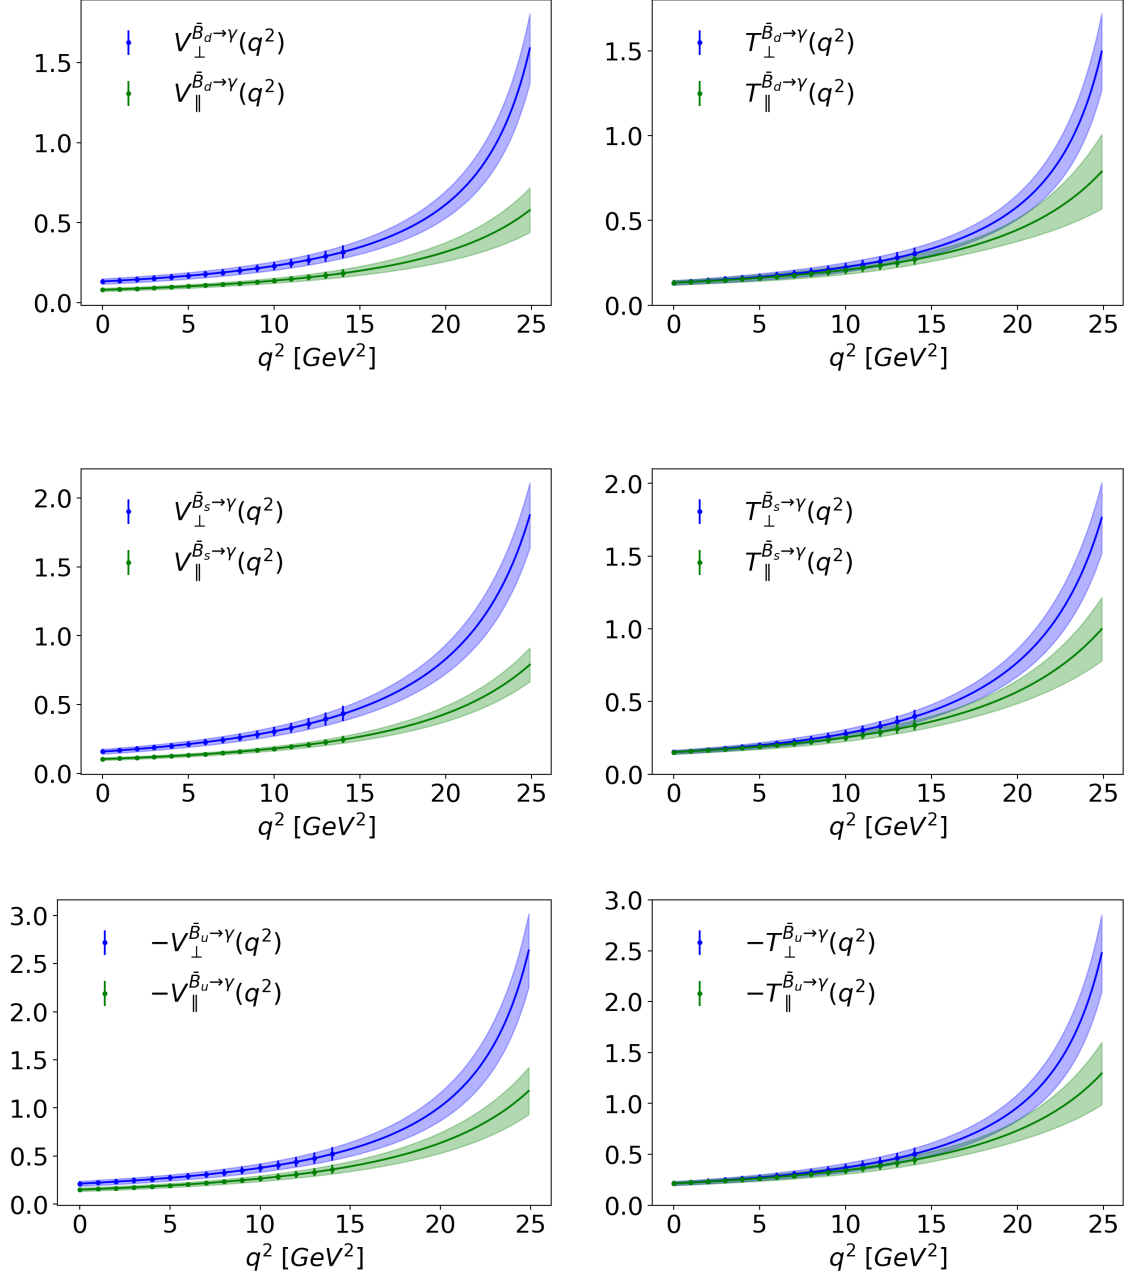 V_⊥^{B̄_d→γ}(q²)
V_∥^{B̄_d→γ}(q²)
1.5
1.0
0.5
0.0
0 5 10 15 20 25
q² [GeV²]
T_⊥^{B̄_d→γ}(q²)
T_∥^{B̄_d→γ}(q²)
1.5
1.0
0.5
0.0
0 5 10 15 20 25
q² [GeV²]
V_⊥^{B̄_s→γ}(q²)
V_∥^{B̄_s→γ}(q²)
2.0
1.5
1.0
0.5
0.0
0 5 10 15 20 25
q² [GeV²]
T_⊥^{B̄_s→γ}(q²)
T_∥^{B̄_s→γ}(q²)
2.0
1.5
1.0
0.5
0.0
0 5 10 15 20 25
q² [GeV²]
−V_⊥^{B̄_u→γ}(q²)
−V_∥^{B̄_u→γ}(q²)
3.0
2.5
2.0
1.5
1.0
0.5
0.0
0 5 10 15 20 25
q² [GeV²]
−T_⊥^{B̄_u→γ}(q²)
−T_∥^{B̄_u→γ}(q²)
3.0
2.5
2.0
1.5
1.0
0.5
0.0
0 5 10 15 20 25
q² [GeV²]